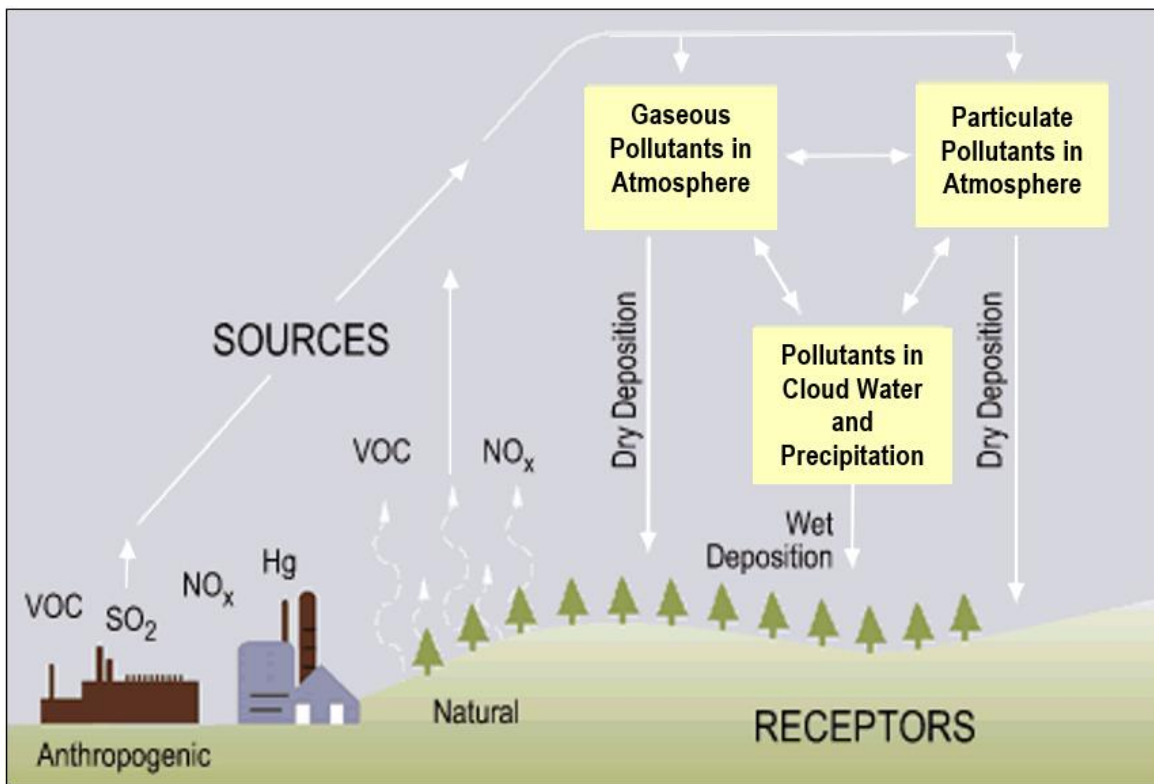 Gaseous
Pollutants in
Atmosphere
Particulate
Pollutants in
Atmosphere
SOURCES
Dry Deposition
Pollutants in
Cloud Water
and
Precipitation
Dry Deposition
VOC
NOx
Wet
Deposition
VOC
SO2
NOx
Hg
Natural
RECEPTORS
Anthropogenic